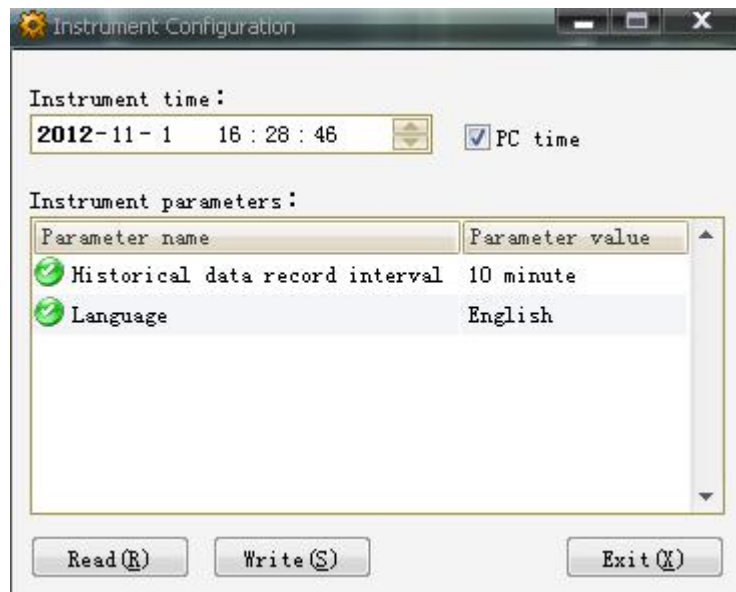 Instrument Configuration
Instrument time:
2012-11- 1 16:28:46
PC time
Instrument parameters:
Parameter name Parameter value
Historical data record interval 10 minute
Language English
Read(R) Write(S) Exit(X)